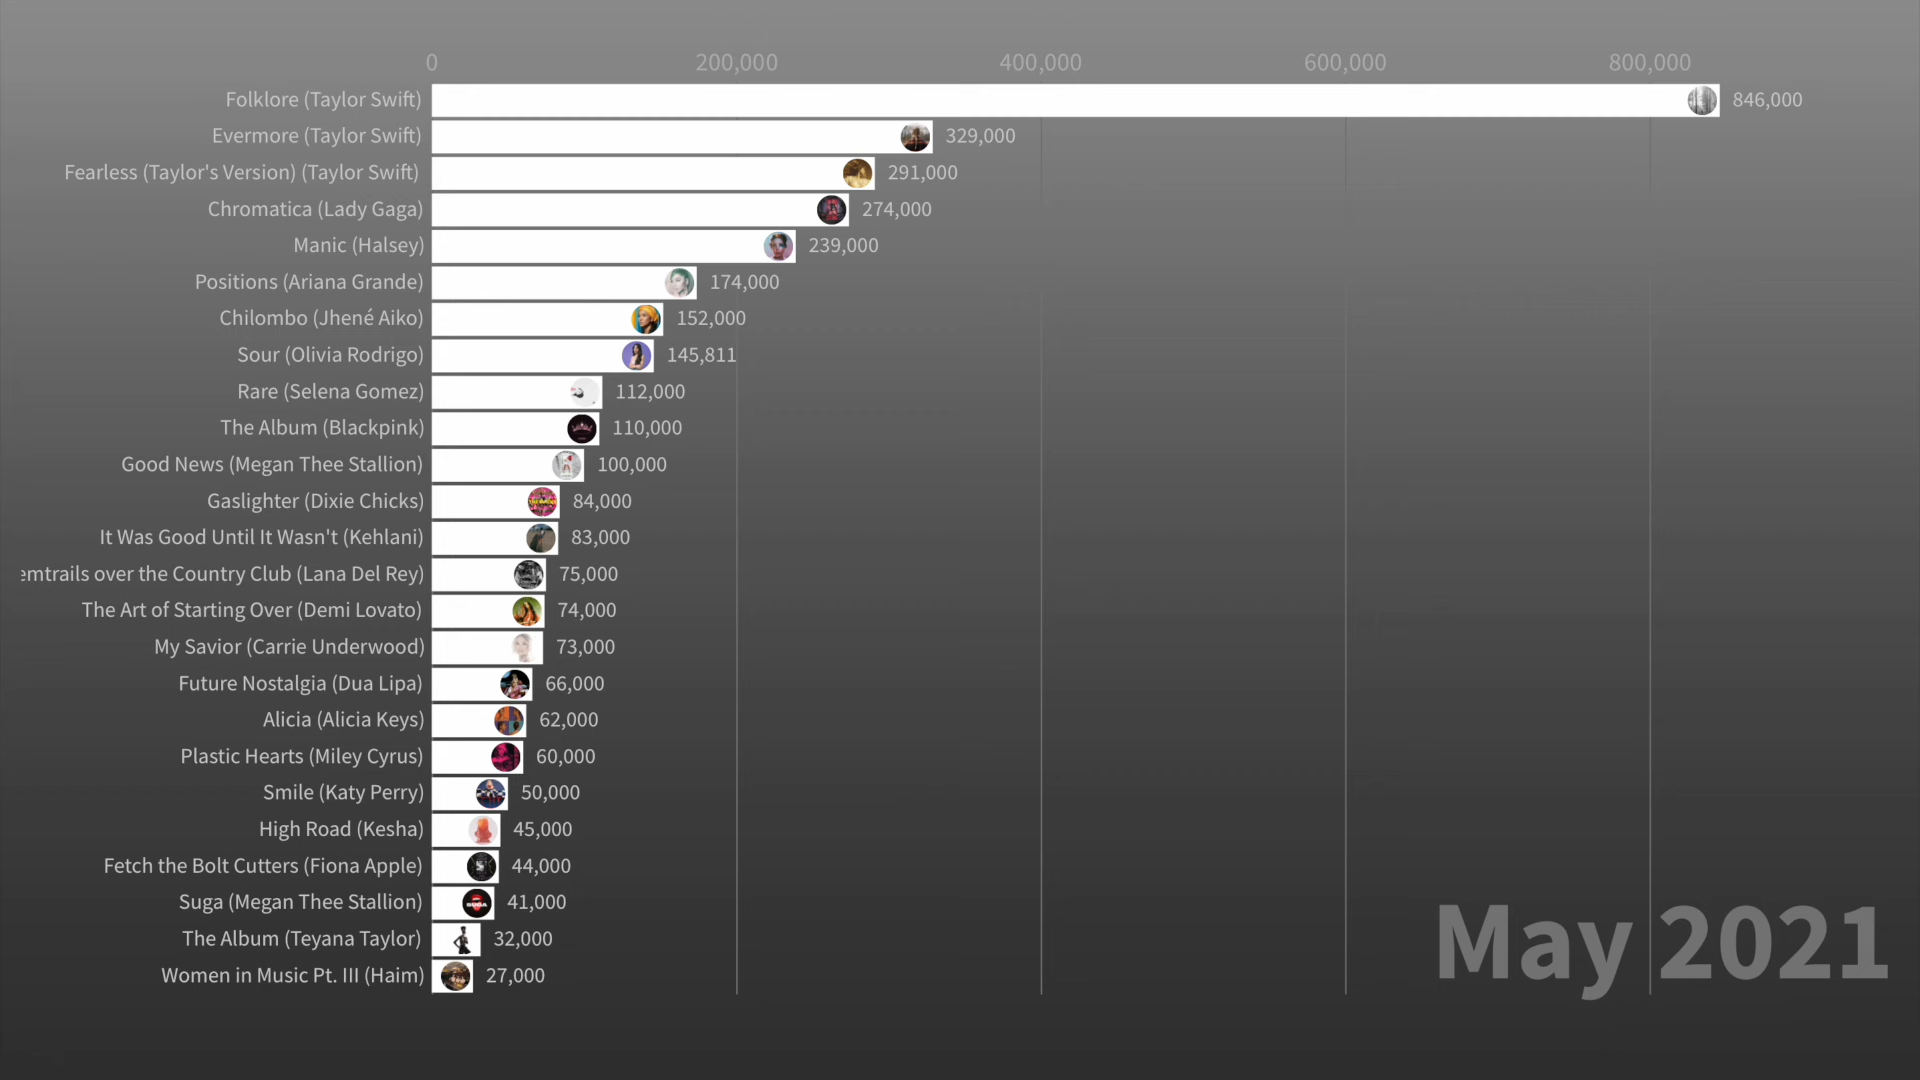 0 200,000 400,000 600,000 800,000
Folklore (Taylor Swift) 846,000
Evermore (Taylor Swift) 329,000
Fearless (Taylor's Version) (Taylor Swift) 291,000
Chromatica (Lady Gaga) 274,000
Manic (Halsey) 239,000
Positions (Ariana Grande) 174,000
Chilombo (Jhené Aiko) 152,000
Sour (Olivia Rodrigo) 145,811
Rare (Selena Gomez) 112,000
The Album (Blackpink) 110,000
Good News (Megan Thee Stallion) 100,000
Gaslighter (Dixie Chicks) 84,000
It Was Good Until It Wasn't (Kehlani) 83,000
emtrails over the Country Club (Lana Del Rey) 75,000
The Art of Starting Over (Demi Lovato) 74,000
My Savior (Carrie Underwood) 73,000
Future Nostalgia (Dua Lipa) 66,000
Alicia (Alicia Keys) 62,000
Plastic Hearts (Miley Cyrus) 60,000
Smile (Katy Perry) 50,000
High Road (Kesha) 45,000
Fetch the Bolt Cutters (Fiona Apple) 44,000
Suga (Megan Thee Stallion) SUGA 41,000
The Album (Teyana Taylor) 32,000
Women in Music Pt. III (Haim) 27,000
May 2021